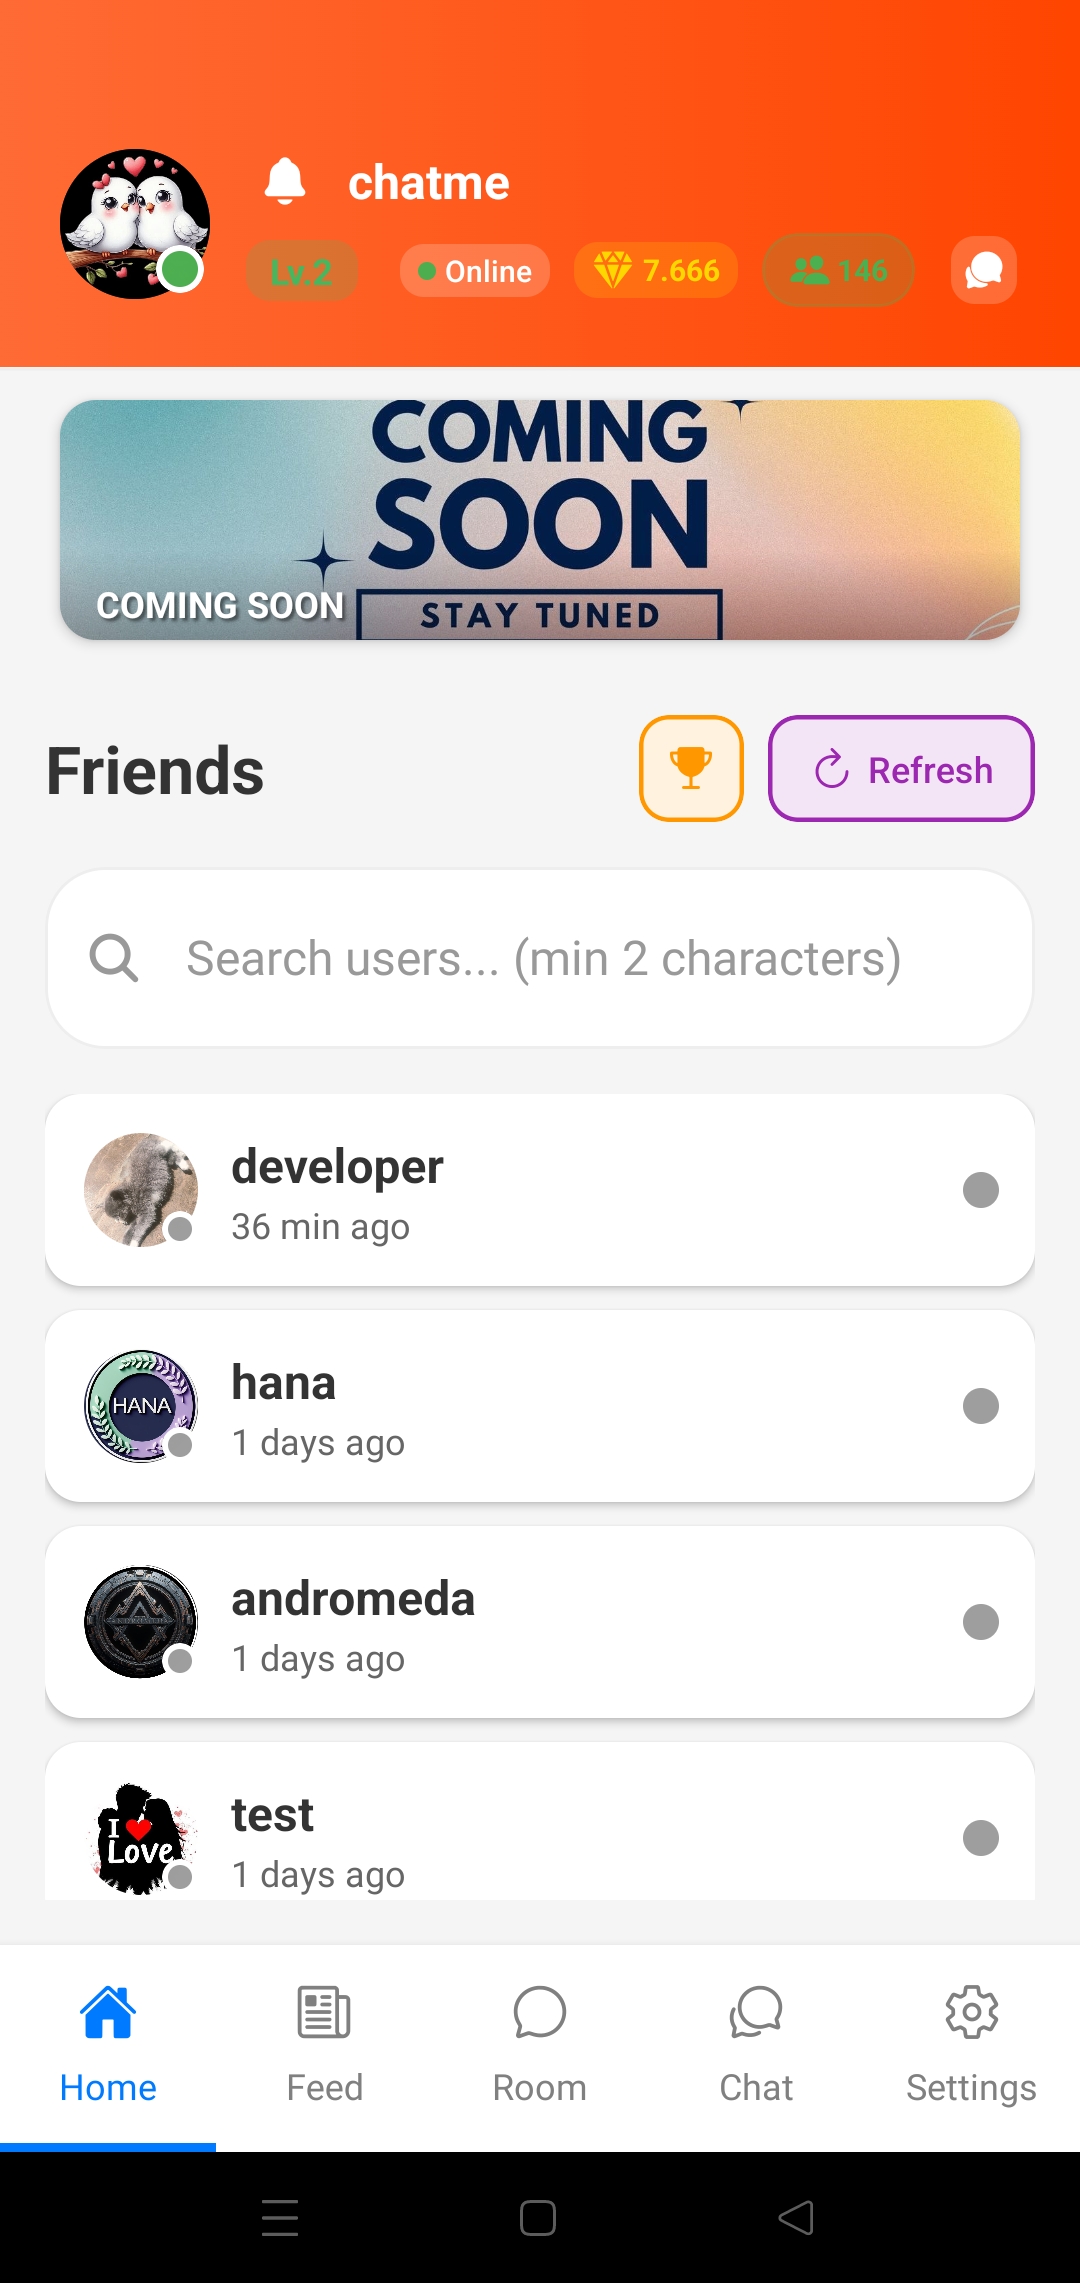 chatme
Lv.2
Online
7.666
146
COMING
SOON
STAY TUNED
COMING SOON
Friends
Refresh
Search users... (min 2 characters)
developer
36 min ago
HANA
hana
1 days ago
andromeda
1 days ago
I
Love
test
1 days ago
Home
Feed
Room
Chat
Settings